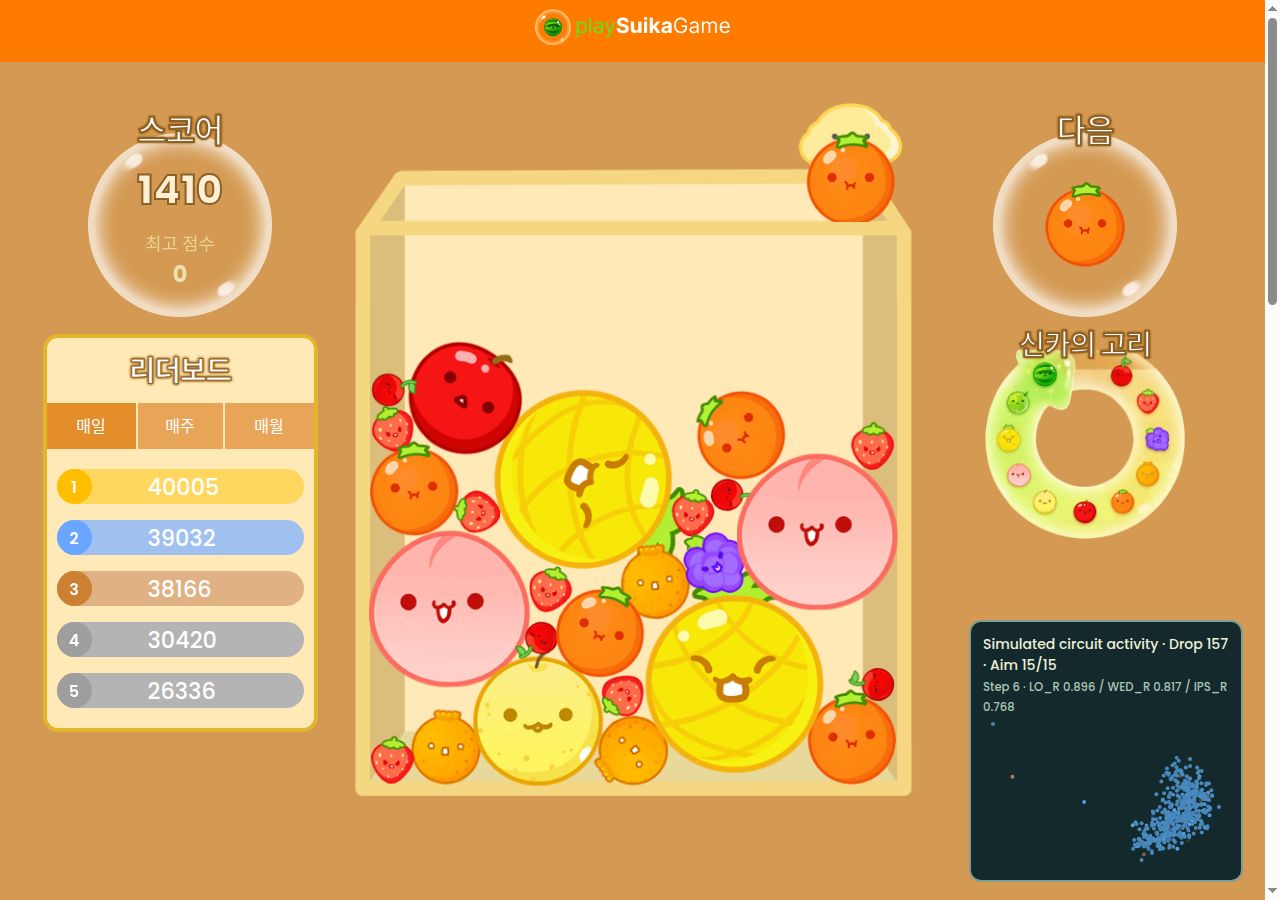 playSuikaGame
스코어
1410
최고 점수
0
다음
리더보드
매일 매주 매월
1 40005
2 39032
3 38166
4 30420
5 26336
신카의 고리
Simulated circuit activity · Drop 157
· Aim 15/15
Step 6 · LO_R 0.896 / WED_R 0.817 / IPS_R
0.768